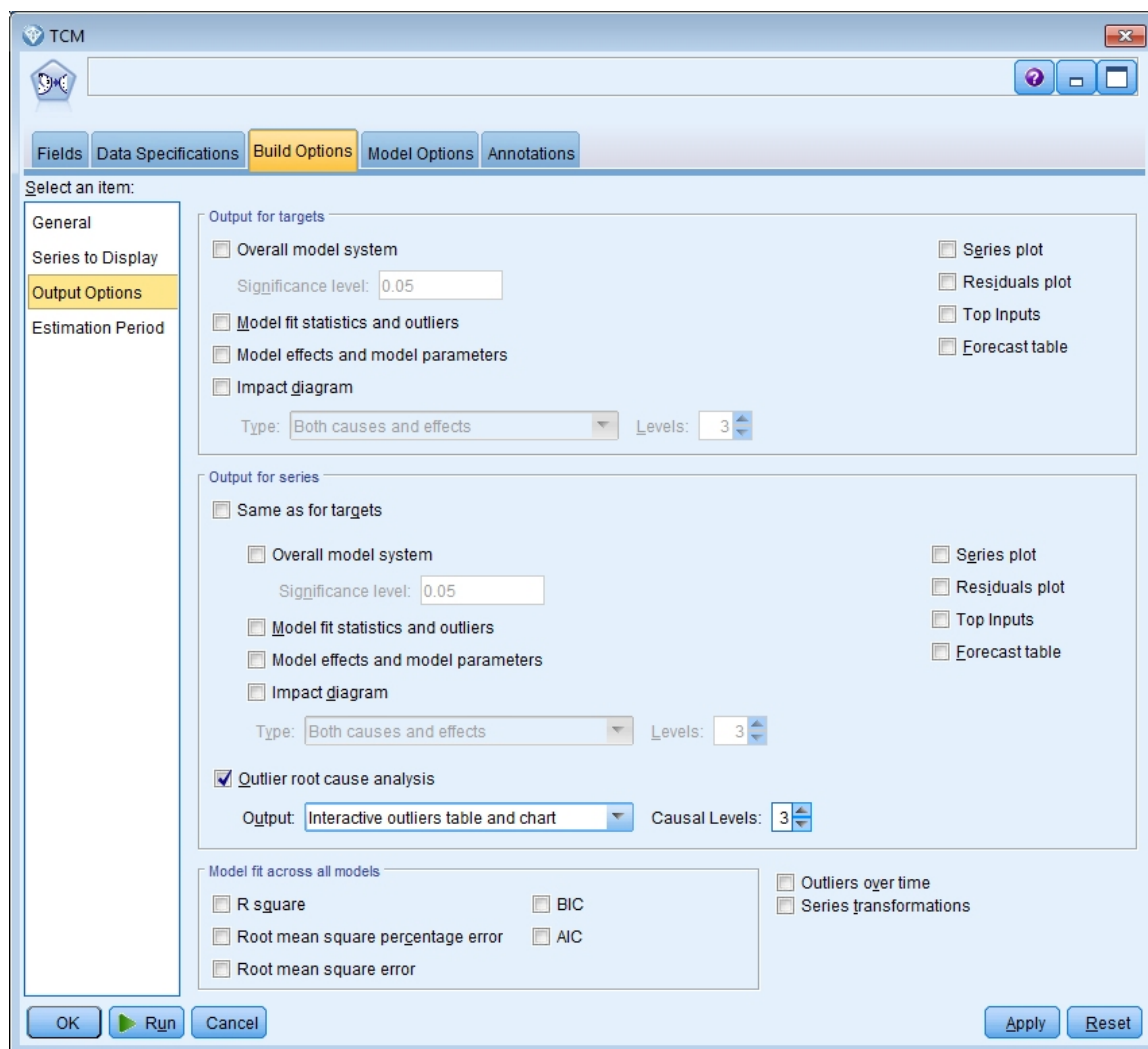 TCM
Fields Data Specifications Build Options Model Options Annotations
Select an item:
General
Series to Display
Output Options
Estimation Period
Output for targets
Overall model system
Significance level: 0.05
Model fit statistics and outliers
Model effects and model parameters
Impact diagram
Type: Both causes and effects Levels: 3
Series plot
Residuals plot
Top Inputs
Forecast table
Output for series
Same as for targets
Overall model system
Significance level: 0.05
Model fit statistics and outliers
Model effects and model parameters
Impact diagram
Type: Both causes and effects Levels: 3
Series plot
Residuals plot
Top Inputs
Forecast table
Outlier root cause analysis
Output: Interactive outliers table and chart Causal Levels: 3
Model fit across all models
R square
Root mean square percentage error
Root mean square error
BIC
AIC
Outliers over time
Series transformations
OK Run Cancel Apply Reset